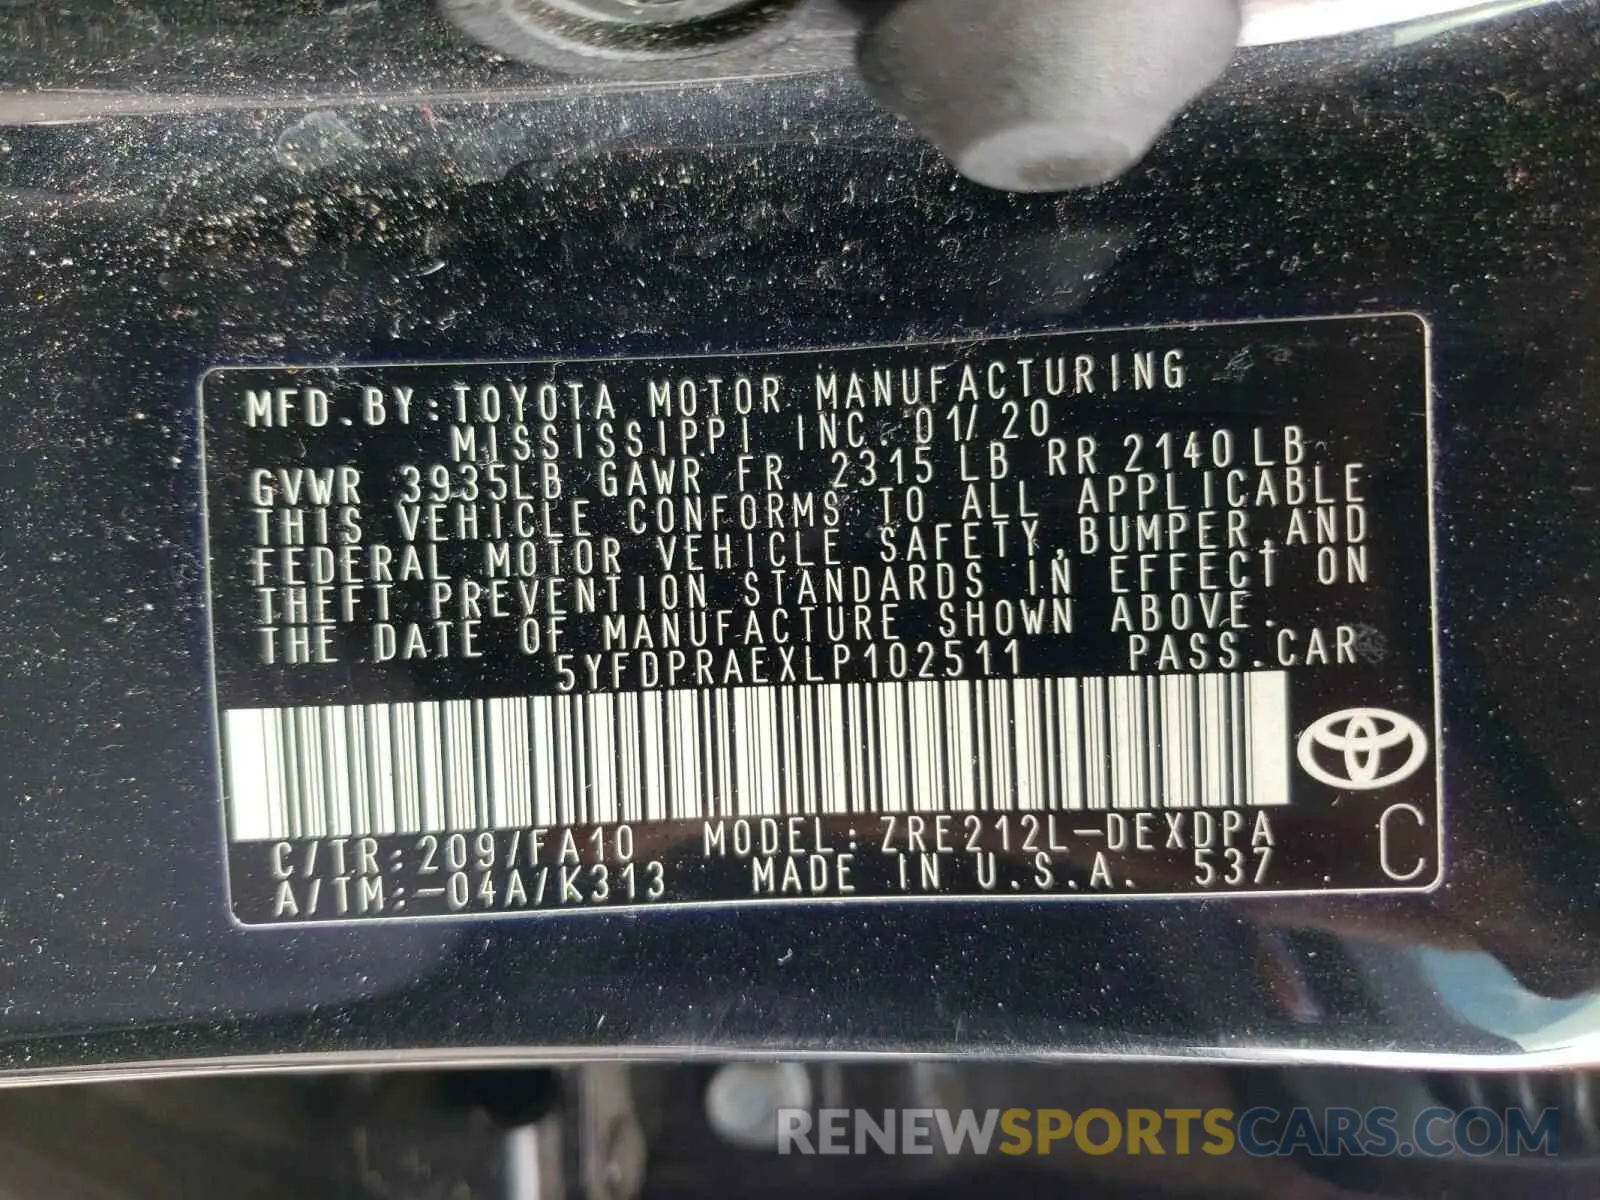 MFD.BY:TOYOTA MOTOR MANUFACTURING
MISSISSIPPI INC. 01/20
GVWR 3935LB GAWR FR 2315 LB RR 2140 LB
THIS VEHICLE CONFORMS TO ALL APPLICABLE
FEDERAL MOTOR VEHICLE SAFETY,BUMPER,AND
THEFT PREVENTION STANDARDS IN EFFECT ON
THE DATE OF MANUFACTURE SHOWN ABOVE.
5YFDPRAEXLP102511 PASS.CAR
C/TR:209/FA10 MODEL:ZRE212L-DEXDPA
A/TM:-04A/K313 MADE IN U.S.A. 537 C
RENEWSPORTSCARS.COM